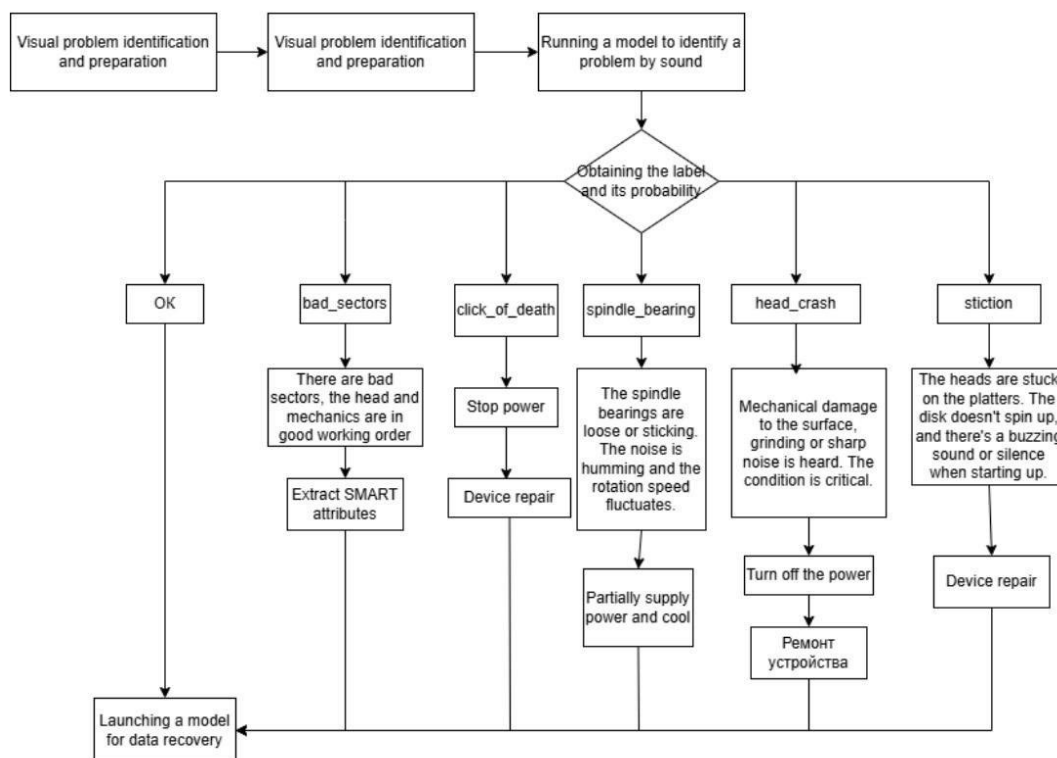 Visual problem identification
and preparation
Visual problem identification
and preparation
Running a model to identify a
problem by sound
Obtaining the label
and its probability
OK
bad_sectors
click_of_death
spindle_bearing
head_crash
stiction
There are bad
sectors, the head and
mechanics are in
good working order
Stop power
The spindle
bearings are
loose or sticking.
The noise is
humming and the
rotation speed
fluctuates.
Mechanical damage
to the surface,
grinding or sharp
noise is heard. The
condition is critical.
The heads are stuck
on the platters. The
disk doesn't spin up,
and there's a buzzing
sound or silence
when starting up.
Extract SMART
attributes
Device repair
Partially supply
power and cool
Turn off the power
Device repair
Ремонт
устройства
Launching a model
for data recovery